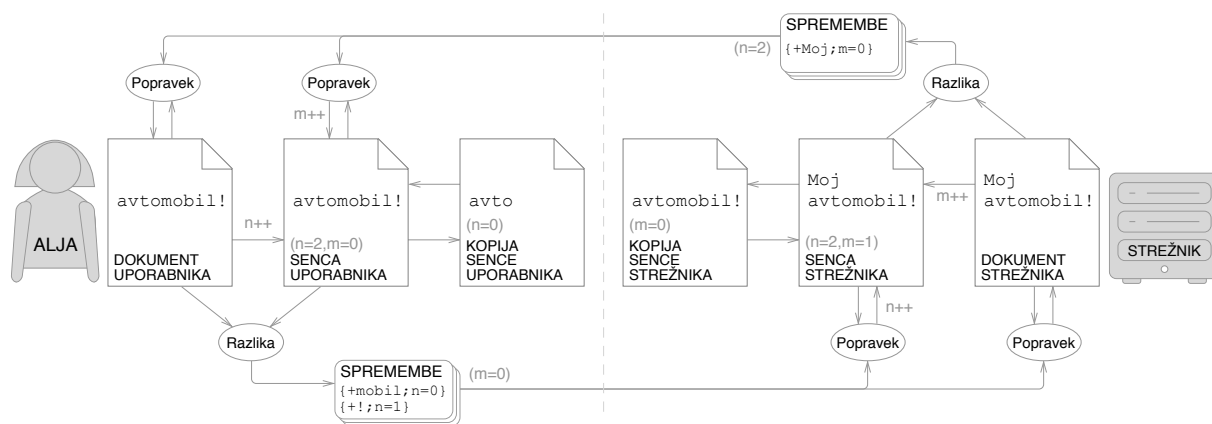 SPREMEMBE
(n=2)
{+Moj;m=0}
Popravek
Popravek
Razlika
m++
avtomobil!
avtomobil!
avto
avtomobil!
Moj
avtomobil!
Moj
avtomobil!
n++
(n=0)
(m=0)
m++
ALJA
(n=2,m=0)
(n=2,m=1)
STREŽNIK
DOKUMENT
UPORABNIKA
SENCA
UPORABNIKA
KOPIJA
SENCE
UPORABNIKA
KOPIJA
SENCE
STREŽNIKA
SENCA
STREŽNIKA
DOKUMENT
STREŽNIKA
n++
Razlika
Popravek
Popravek
SPREMEMBE
(m=0)
{+mobil;n=0}
{+!;n=1}